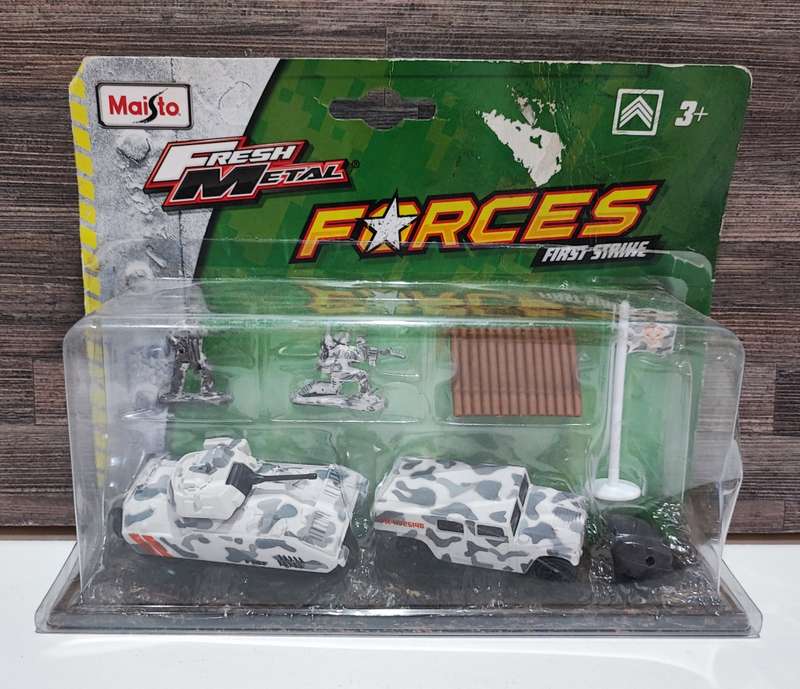 Maisto
3+
FRESH
METAL®
FORCES
FIRST STRIKE